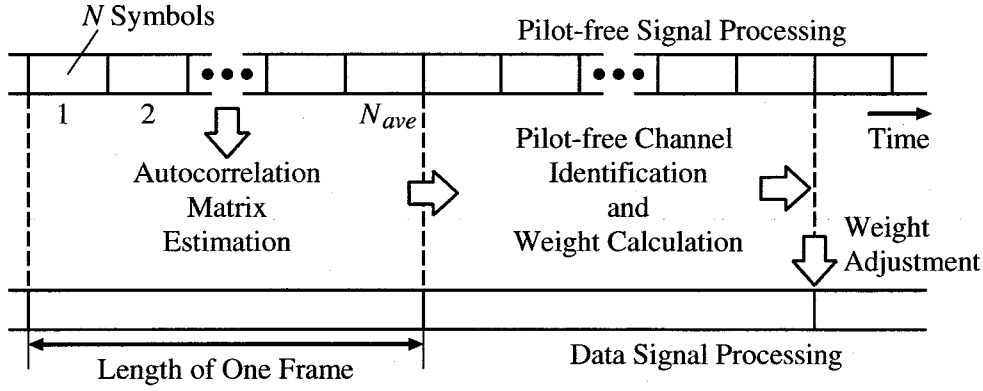 N Symbols
Pilot-free Signal Processing
1 2 N ave
Time
Autocorrelation
Matrix
Estimation
Pilot-free Channel
Identification
and
Weight Calculation
Weight
Adjustment
Length of One Frame
Data Signal Processing